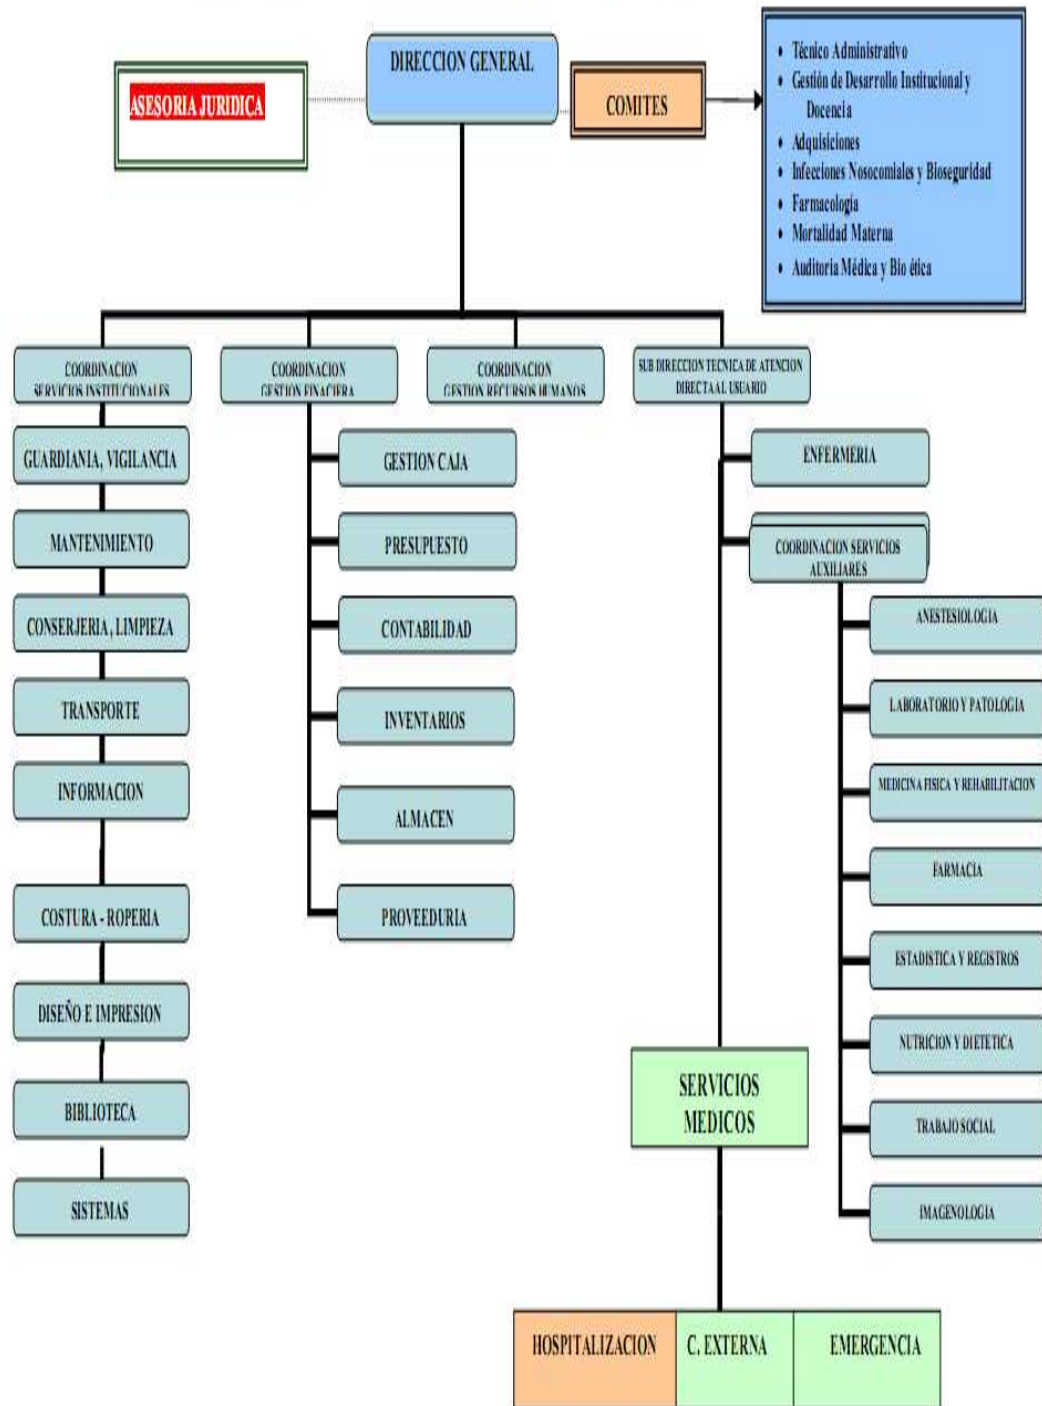 DIRECCION GENERAL
ASESORIA JURIDICA
COMITES
• Técnico Administrativo
• Gestión de Desarrollo Institucional y
Docencia
• Adquisiciones
• Infecciones Nosocomiales y Bioseguridad
• Farmacologia
• Mortalidad Materna
• Auditoria Médica y Bio ética
COORDINACION
SERVICIOS INSTITUCIONALES
COORDINACION
GESTION FINACIERA
COORDINACION
GESTION RECURSOS HUMANOS
SUB DIRECCION TECNICA DE ATENCION
DIRECTA AL USUARIO
GUARDIANIA, VIGILANCIA
MANTENIMIENTO
CONSERJERIA, LIMPIEZA
TRANSPORTE
INFORMACION
COSTURA - ROPERIA
DISEÑO E IMPRESION
BIBLIOTECA
SISTEMAS
GESTION CAJA
PRESUPUESTO
CONTABILIDAD
INVENTARIOS
ALMACEN
PROVEEDURIA
ENFERMERIA
COORDINACION SERVICIOS
AUXILIARES
ANESTESIOLOGIA
LABORATORIO Y PATOLOGIA
MEDICINA FISICA Y REHABILITACION
FARMACIA
ESTADISTICA Y REGISTROS
NUTRICION Y DIETETICA
TRABAJO SOCIAL
IMAGENOLOGIA
SERVICIOS
MEDICOS
HOSPITALIZACION
C. EXTERNA
EMERGENCIA